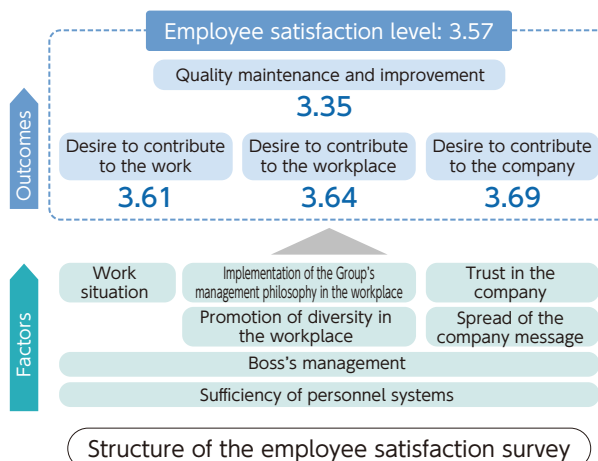 Employee satisfaction level: 3.57
Quality maintenance and improvement
3.35
Desire to contribute
to the work
3.61
Desire to contribute
to the workplace
3.64
Desire to contribute
to the company
3.69
Outcomes
Work
situation
Implementation of the Group's
management philosophy in the workplace
Trust in the
company
Promotion of diversity in
the workplace
Spread of the
company message
Boss's management
Sufficiency of personnel systems
Factors
Structure of the employee satisfaction survey